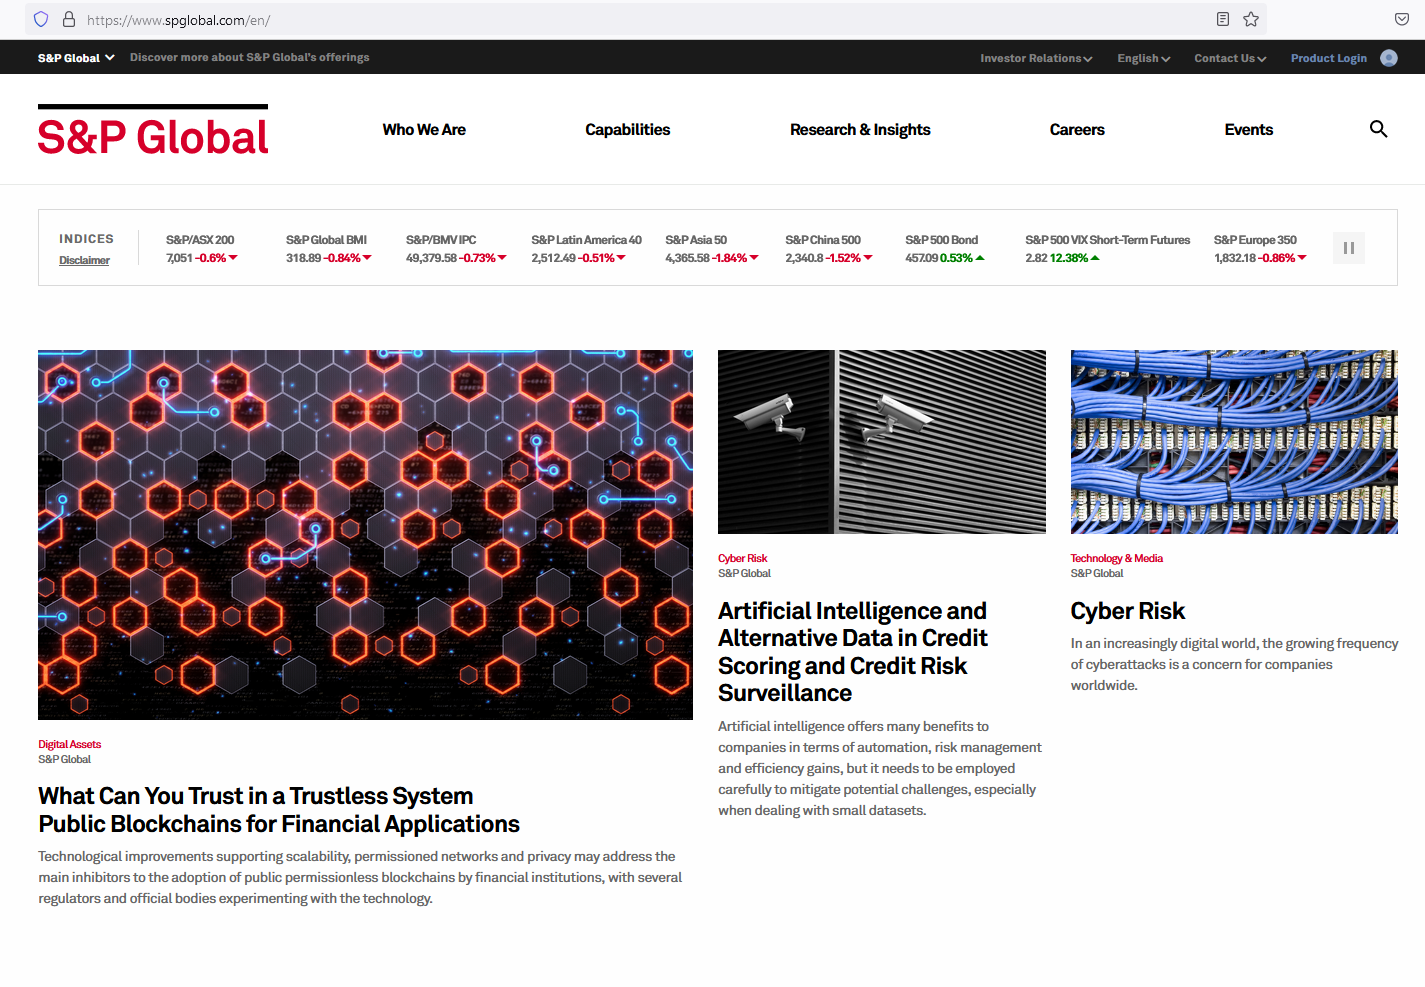 https://www.spglobal.com/en/
S&P Global Discover more about S&P Global's offerings Investor Relations English Contact Us Product Login
S&P Global
Who We Are Capabilities Research & Insights Careers Events
INDICES
Disclaimer
S&P/ASX 200
7,051 -0.6%
S&P Global BMI
318.89 -0.84%
S&P/BMV IPC
49,379.58 -0.73%
S&P Latin America 40
2,512.49 -0.51%
S&P Asia 50
4,365.58 -1.84%
S&P China 500
2,340.8 -1.52%
S&P 500 Bond
457.09 0.53%
S&P 500 VIX Short-Term Futures
2.82 12.38%
S&P Europe 350
1,832.18 -0.86%
Digital Assets
S&P Global
What Can You Trust in a Trustless System
Public Blockchains for Financial Applications
Technological improvements supporting scalability, permissioned networks and privacy may address the
main inhibitors to the adoption of public permissionless blockchains by financial institutions, with several
regulators and official bodies experimenting with the technology.
Cyber Risk
S&P Global
Artificial Intelligence and
Alternative Data in Credit
Scoring and Credit Risk
Surveillance
Artificial intelligence offers many benefits to
companies in terms of automation, risk management
and efficiency gains, but it needs to be employed
carefully to mitigate potential challenges, especially
when dealing with small datasets.
Technology & Media
S&P Global
Cyber Risk
In an increasingly digital world, the growing frequency
of cyberattacks is a concern for companies
worldwide.